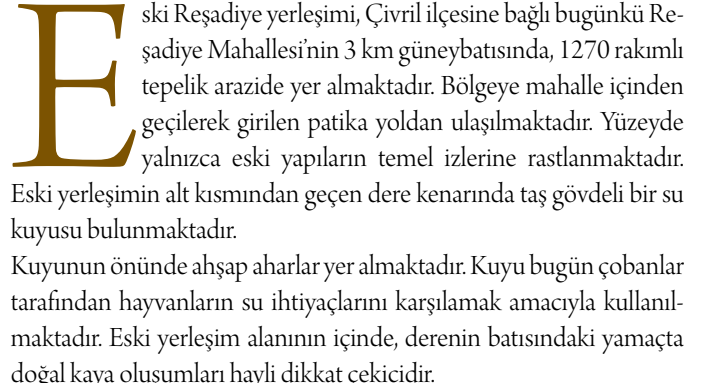 Eski Reşadiye yerleşimi, Çivril ilçesine bağlı bugünkü Re-
şadiye Mahallesi’nin 3 km güneybatısında, 1270 rakımlı
tepelik arazide yer almaktadır. Bölgeye mahalle içinden
geçilerek girilen patika yoldan ulaşılmaktadır. Yüzeyde
yalnızca eski yapıların temel izlerine rastlanmaktadır.
Eski yerleşimin alt kısmından geçen dere kenarında taş gövdeli bir su
kuyusu bulunmaktadır.
Kuyunun önünde ahşap aharlar yer almaktadır. Kuyu bugün çobanlar
tarafından hayvanların su ihtiyaçlarını karşılamak amacıyla kullanıl-
maktadır. Eski yerleşim alanının içinde, derenin batısındaki yamaçta
doğal kaya oluşumları hayli dikkat çekicidir.